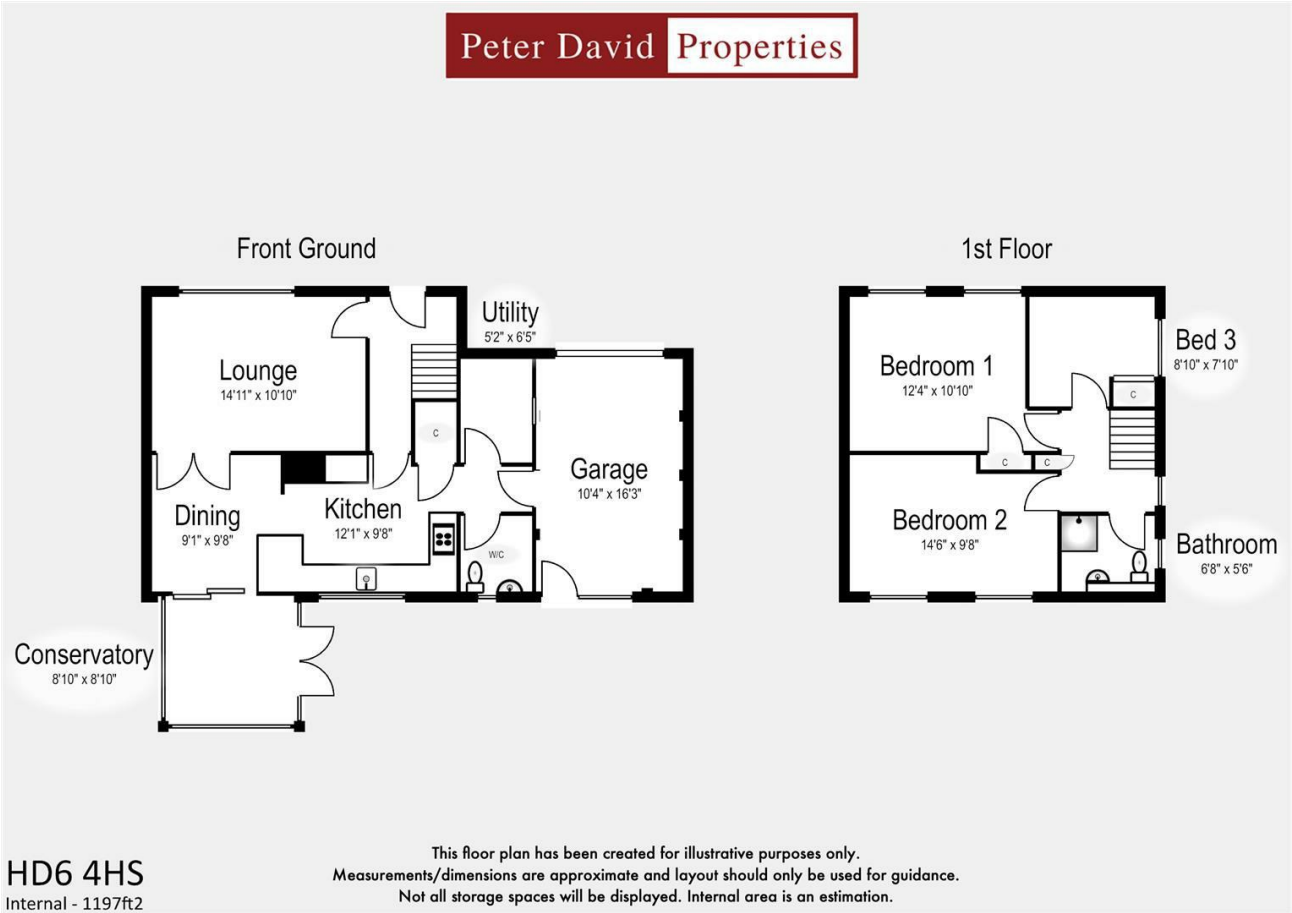 Peter David Properties
Front Ground
1st Floor
Utility
5'2" x 6'5"
Lounge
14'11" x 10'10"
C
Garage
10'4" x 16'3"
Dining
9'1" x 9'8"
Kitchen
12'1" x 9'8"
W/C
Conservatory
8'10" x 8'10"
Bedroom 1
12'4" x 10'10"
Bed 3
8'10" x 7'10"
C
C
C
Bedroom 2
14'6" x 9'8"
Bathroom
6'8" x 5'6"
HD6 4HS
Internal - 1197ft2
This floor plan has been created for illustrative purposes only.
Measurements/dimensions are approximate and layout should only be used for guidance.
Not all storage spaces will be displayed. Internal area is an estimation.